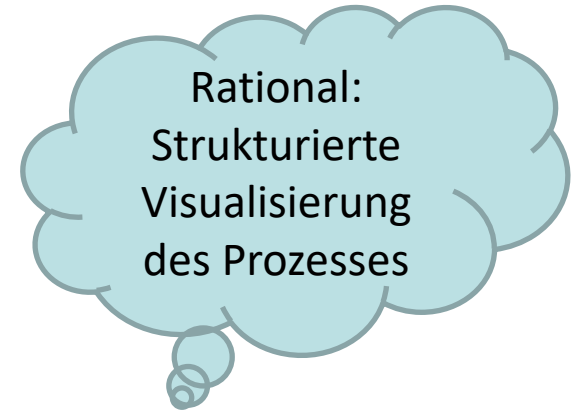 Rational:
Strukturierte
Visualisierung
des Prozesses